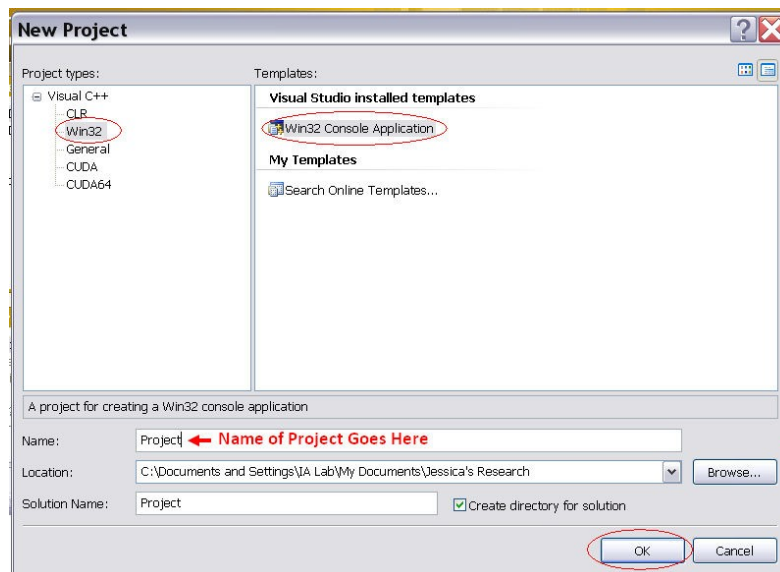 New Project
Project types:
Templates:
Visual C++
CLR
Win32
General
CUDA
CUDA64
Visual Studio installed templates
Win32 Console Application
My Templates
Search Online Templates...
A project for creating a Win32 console application
Name:
Project
Name of Project Goes Here
Location:
C:\Documents and Settings\IA Lab\My Documents\Jessica's Research
Browse...
Solution Name:
Project
Create directory for solution
OK
Cancel